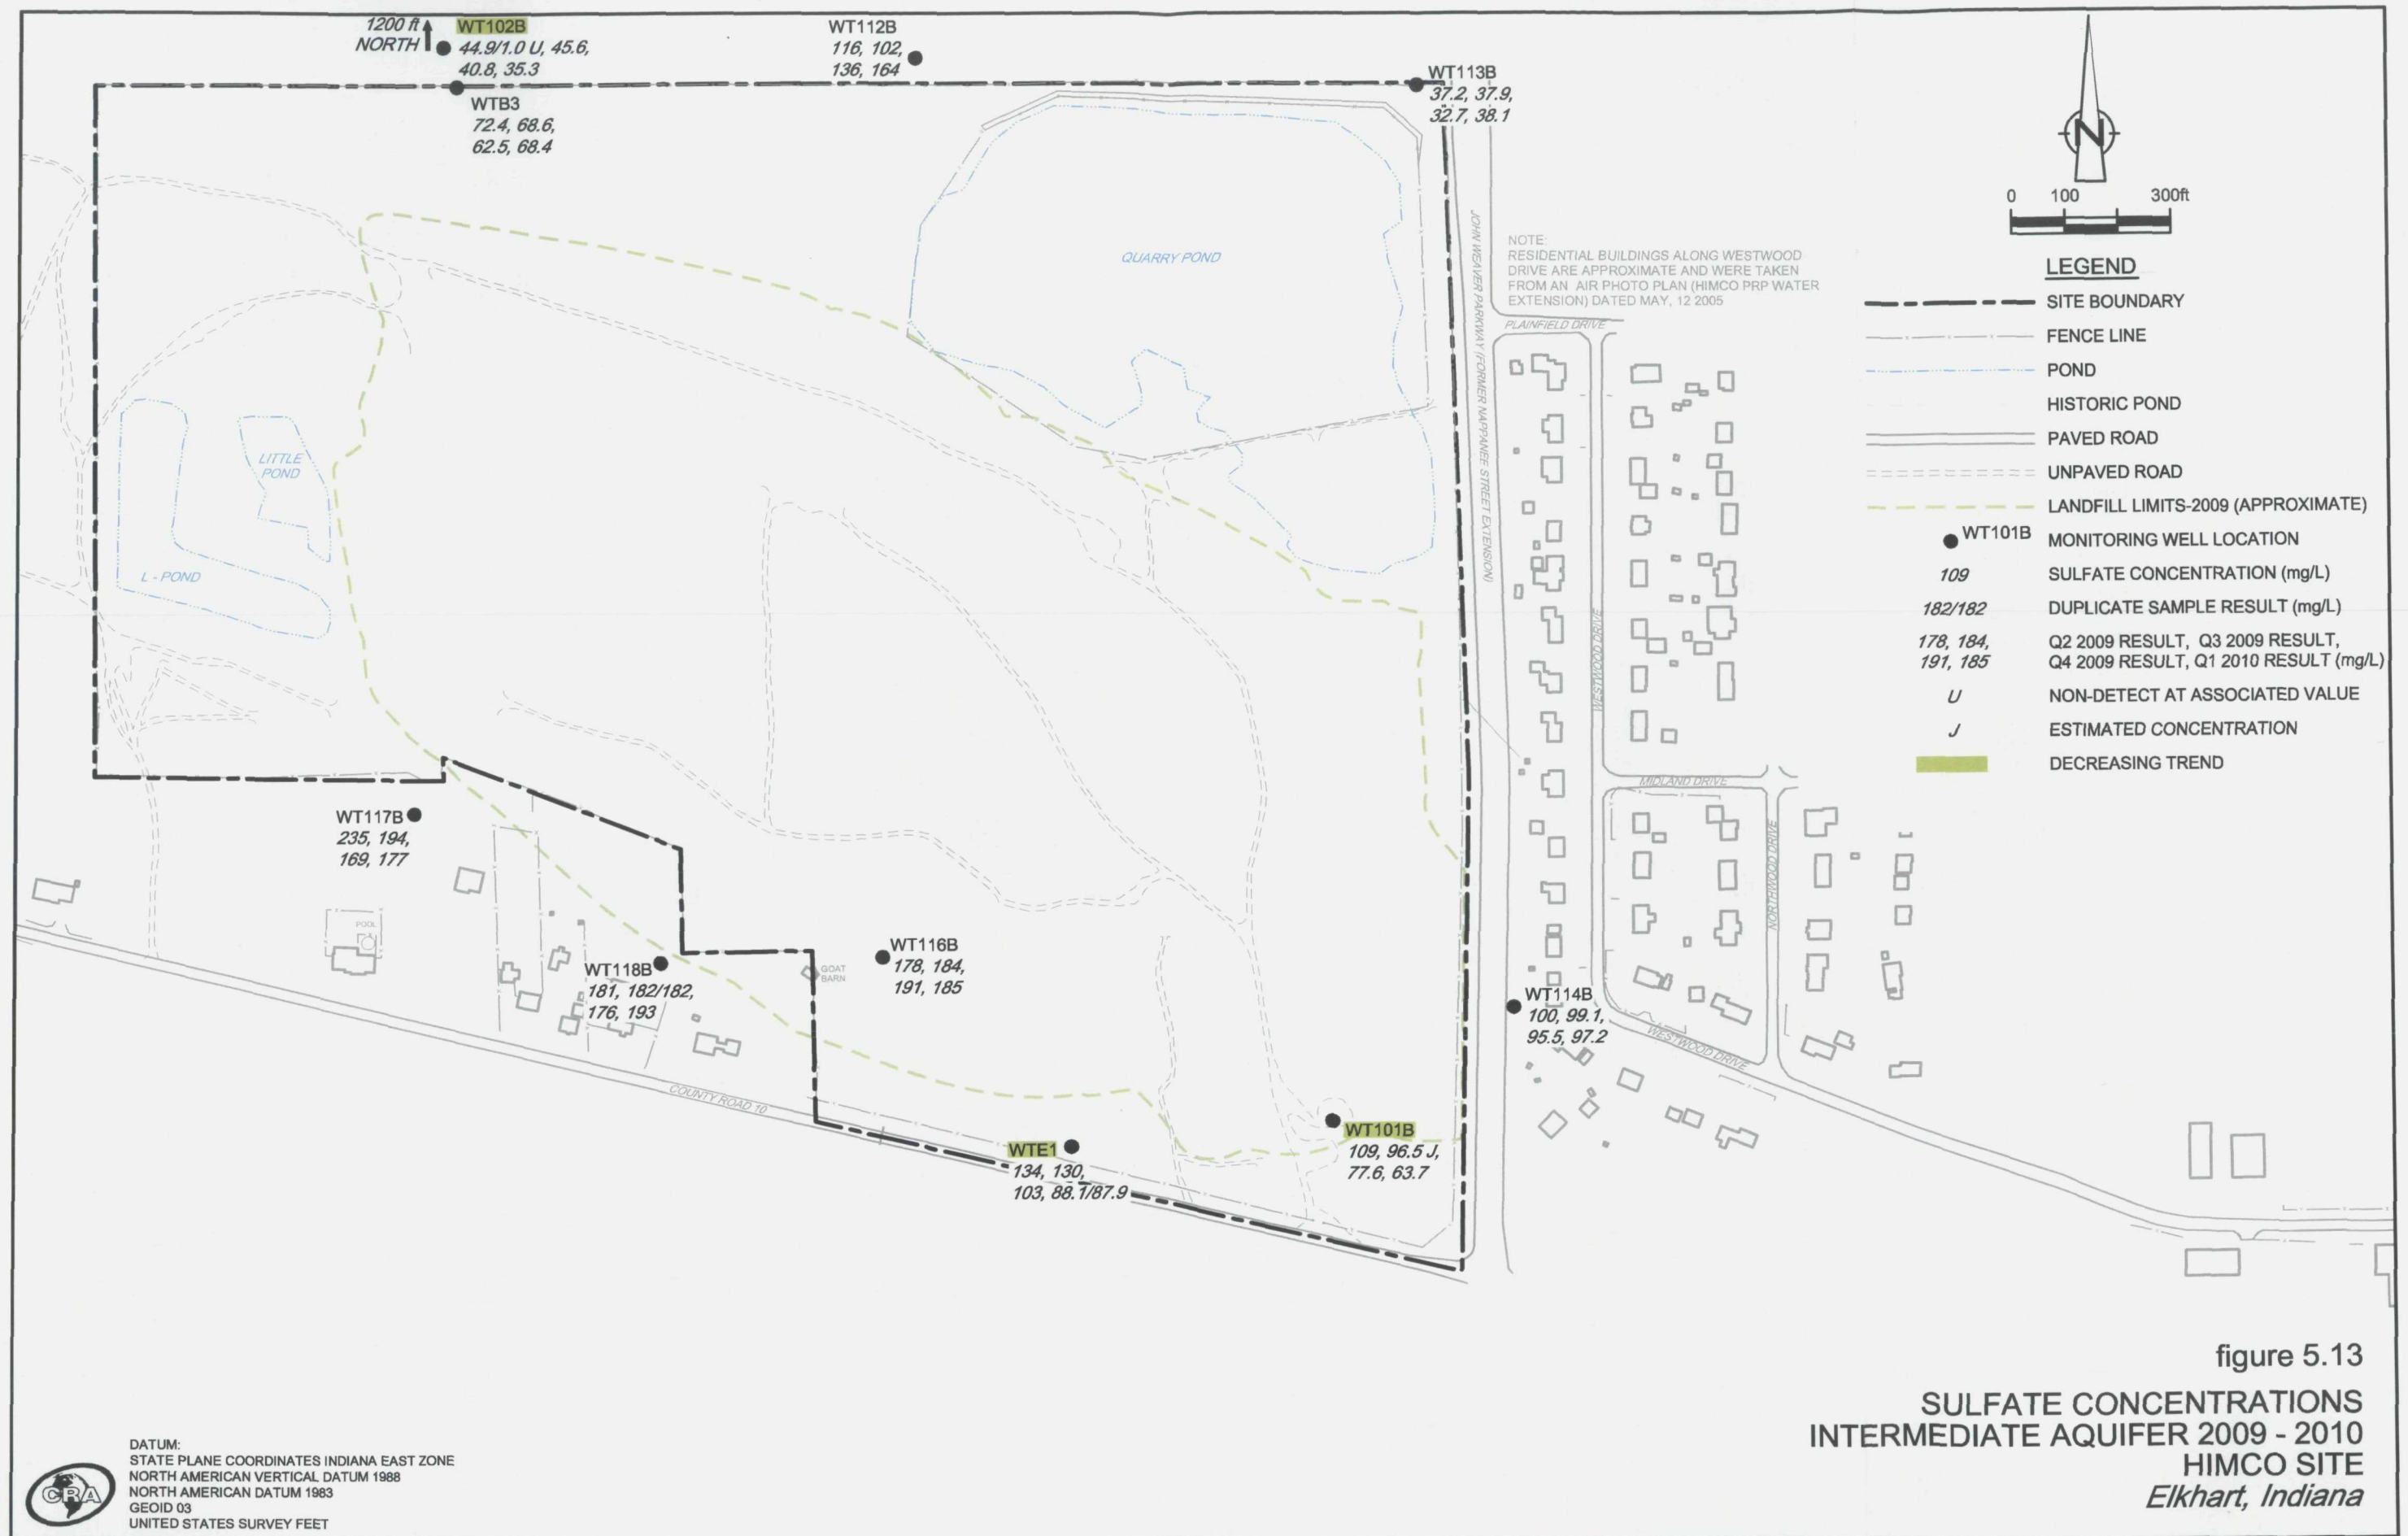 1200 ft
NORTH
WT102B
44.9/1.0 U, 45.6,
40.8, 35.3
WT112B
116, 102,
136, 164
WTB3
72.4, 68.6,
62.5, 68.4
WT113B
37.2, 37.9,
32.7, 38.1
N
0 100 300ft
QUARRY POND
JOHN WEAVER PARKWAY (FORMER NAPPANEE STREET EXTENSION)
NOTE:
RESIDENTIAL BUILDINGS ALONG WESTWOOD
DRIVE ARE APPROXIMATE AND WERE TAKEN
FROM AN AIR PHOTO PLAN (HIMCO PRP WATER
EXTENSION) DATED MAY, 12 2005
PLAINFIELD DRIVE
LEGEND
SITE BOUNDARY
FENCE LINE
POND
HISTORIC POND
PAVED ROAD
UNPAVED ROAD
LANDFILL LIMITS-2009 (APPROXIMATE)
WT101B MONITORING WELL LOCATION
109 SULFATE CONCENTRATION (mg/L)
182/182 DUPLICATE SAMPLE RESULT (mg/L)
178, 184, Q2 2009 RESULT, Q3 2009 RESULT,
191, 185 Q4 2009 RESULT, Q1 2010 RESULT (mg/L)
U NON-DETECT AT ASSOCIATED VALUE
J ESTIMATED CONCENTRATION
DECREASING TREND
LITTLE
POND
L - POND
WESTWOOD DRIVE
MIDLAND DRIVE
NORTHWOOD DRIVE
WT117B
235, 194,
169, 177
POOL
WT118B
181, 182/182,
176, 193
GOAT
BARN
WT116B
178, 184,
191, 185
WT114B
100, 99.1,
95.5, 97.2
WESTWOOD DRIVE
COUNTY ROAD 10
WTE1
134, 130,
103, 88.1/87.9
WT101B
109, 96.5 J,
77.6, 63.7
figure 5.13
SULFATE CONCENTRATIONS
INTERMEDIATE AQUIFER 2009 - 2010
HIMCO SITE
Elkhart, Indiana
CRA
DATUM:
STATE PLANE COORDINATES INDIANA EAST ZONE
NORTH AMERICAN VERTICAL DATUM 1988
NORTH AMERICAN DATUM 1983
GEOID 03
UNITED STATES SURVEY FEET